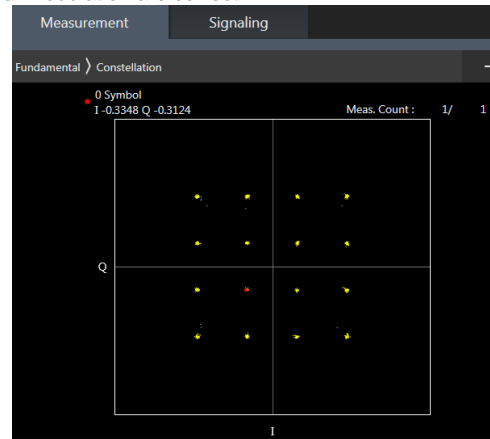 Measurement Signaling
Fundamental ❭ Constellation
0 Symbol
I -0.3348 Q -0.3124 Meas. Count : 1/ 1
Q
I